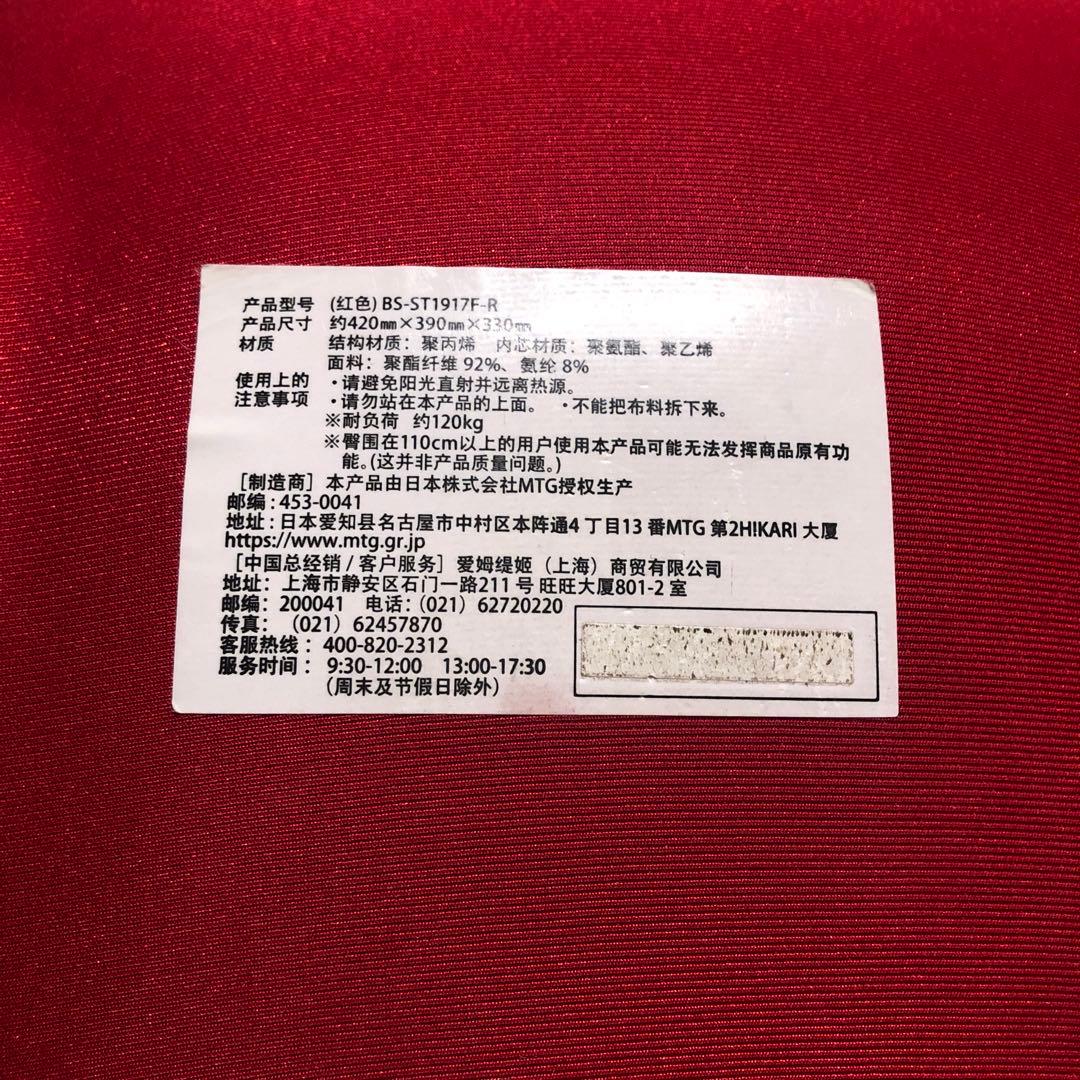 产品型号 (红色) BS-ST1917F-R
产品尺寸 约420㎜×390㎜×330㎜
材质 结构材质：聚丙烯 内芯材质：聚氨酯、聚乙烯
面料：聚酯纤维 92%、氨纶 8%
使用上的 ・请避免阳光直射并远离热源。
注意事项 ・请勿站在本产品的上面。 ・不能把布料拆下来。
※耐负荷 约120kg
※臀围在110cm以上的用户使用本产品可能无法发挥商品原有功
能。(这并非产品质量问题。)
［制造商］本产品由日本株式会社MTG授权生产
邮编：453-0041
地址：日本爱知县名古屋市中村区本阵通4 丁目13 番MTG 第2HIKARI 大厦
https://www.mtg.gr.jp
［中国总经销 / 客户服务］爱姆缇姬（上海）商贸有限公司
地址：上海市静安区石门一路211 号 旺旺大厦801-2 室
邮编：200041 电话：(021) 62720220
传真：（021）62457870
客服热线：400-820-2312
服务时间：9:30-12:00 13:00-17:30
（周末及节假日除外）